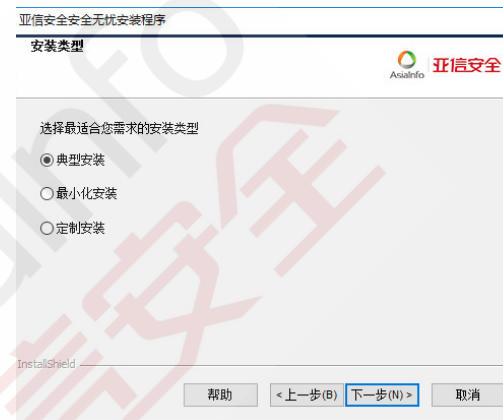 亚信安全安全无忧安装程序
安装类型
AsiaInfo 亚信安全
选择最适合您需求的安装类型
典型安装
最小化安装
定制安装
InstallShield
帮助 <上一步(B) 下一步(N)> 取消